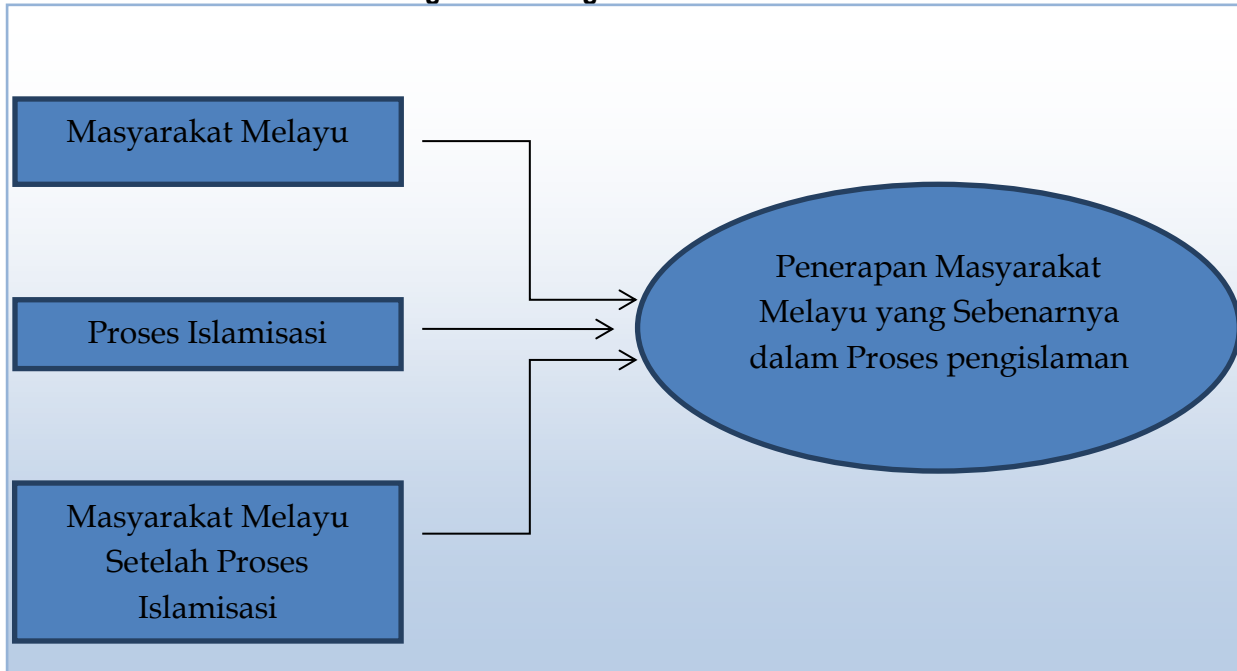 Masyarakat Melayu
Proses Islamisasi
Masyarakat Melayu
Setelah Proses
Islamisasi
Penerapan Masyarakat
Melayu yang Sebenarnya
dalam Proses pengislaman